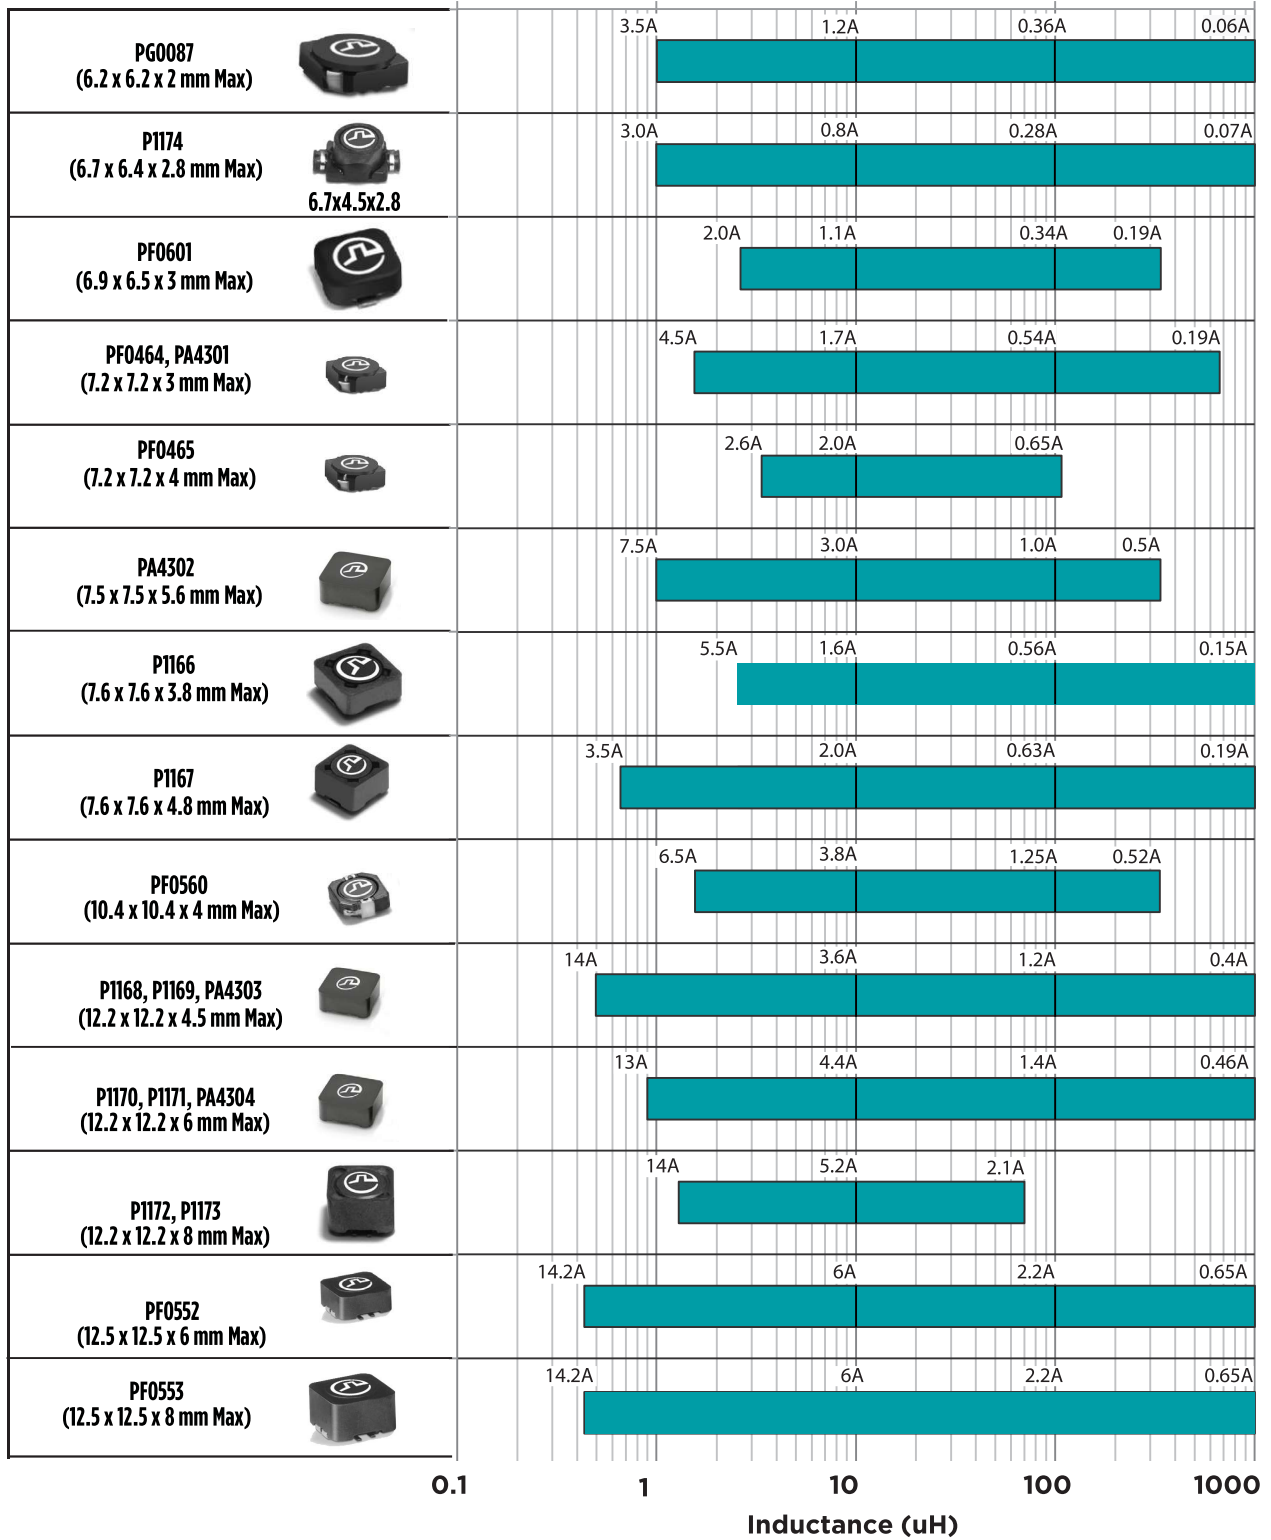 3.5A 1.2A 0.36A 0.06A
PG0087
(6.2 x 6.2 x 2 mm Max)
3.0A 0.8A 0.28A 0.07A
P1174
(6.7 x 6.4 x 2.8 mm Max)
6.7x4.5x2.8
2.0A 1.1A 0.34A 0.19A
PF0601
(6.9 x 6.5 x 3 mm Max)
4.5A 1.7A 0.54A 0.19A
PF0464, PA4301
(7.2 x 7.2 x 3 mm Max)
2.6A 2.0A 0.65A
PF0465
(7.2 x 7.2 x 4 mm Max)
7.5A 3.0A 1.0A 0.5A
PA4302
(7.5 x 7.5 x 5.6 mm Max)
5.5A 1.6A 0.56A 0.15A
P1166
(7.6 x 7.6 x 3.8 mm Max)
3.5A 2.0A 0.63A 0.19A
P1167
(7.6 x 7.6 x 4.8 mm Max)
6.5A 3.8A 1.25A 0.52A
PF0560
(10.4 x 10.4 x 4 mm Max)
14A 3.6A 1.2A 0.4A
P1168, P1169, PA4303
(12.2 x 12.2 x 4.5 mm Max)
13A 4.4A 1.4A 0.46A
P1170, P1171, PA4304
(12.2 x 12.2 x 6 mm Max)
14A 5.2A 2.1A
P1172, P1173
(12.2 x 12.2 x 8 mm Max)
14.2A 6A 2.2A 0.65A
PF0552
(12.5 x 12.5 x 6 mm Max)
14.2A 6A 2.2A 0.65A
PF0553
(12.5 x 12.5 x 8 mm Max)
0.1 1 10 100 1000
Inductance (uH)